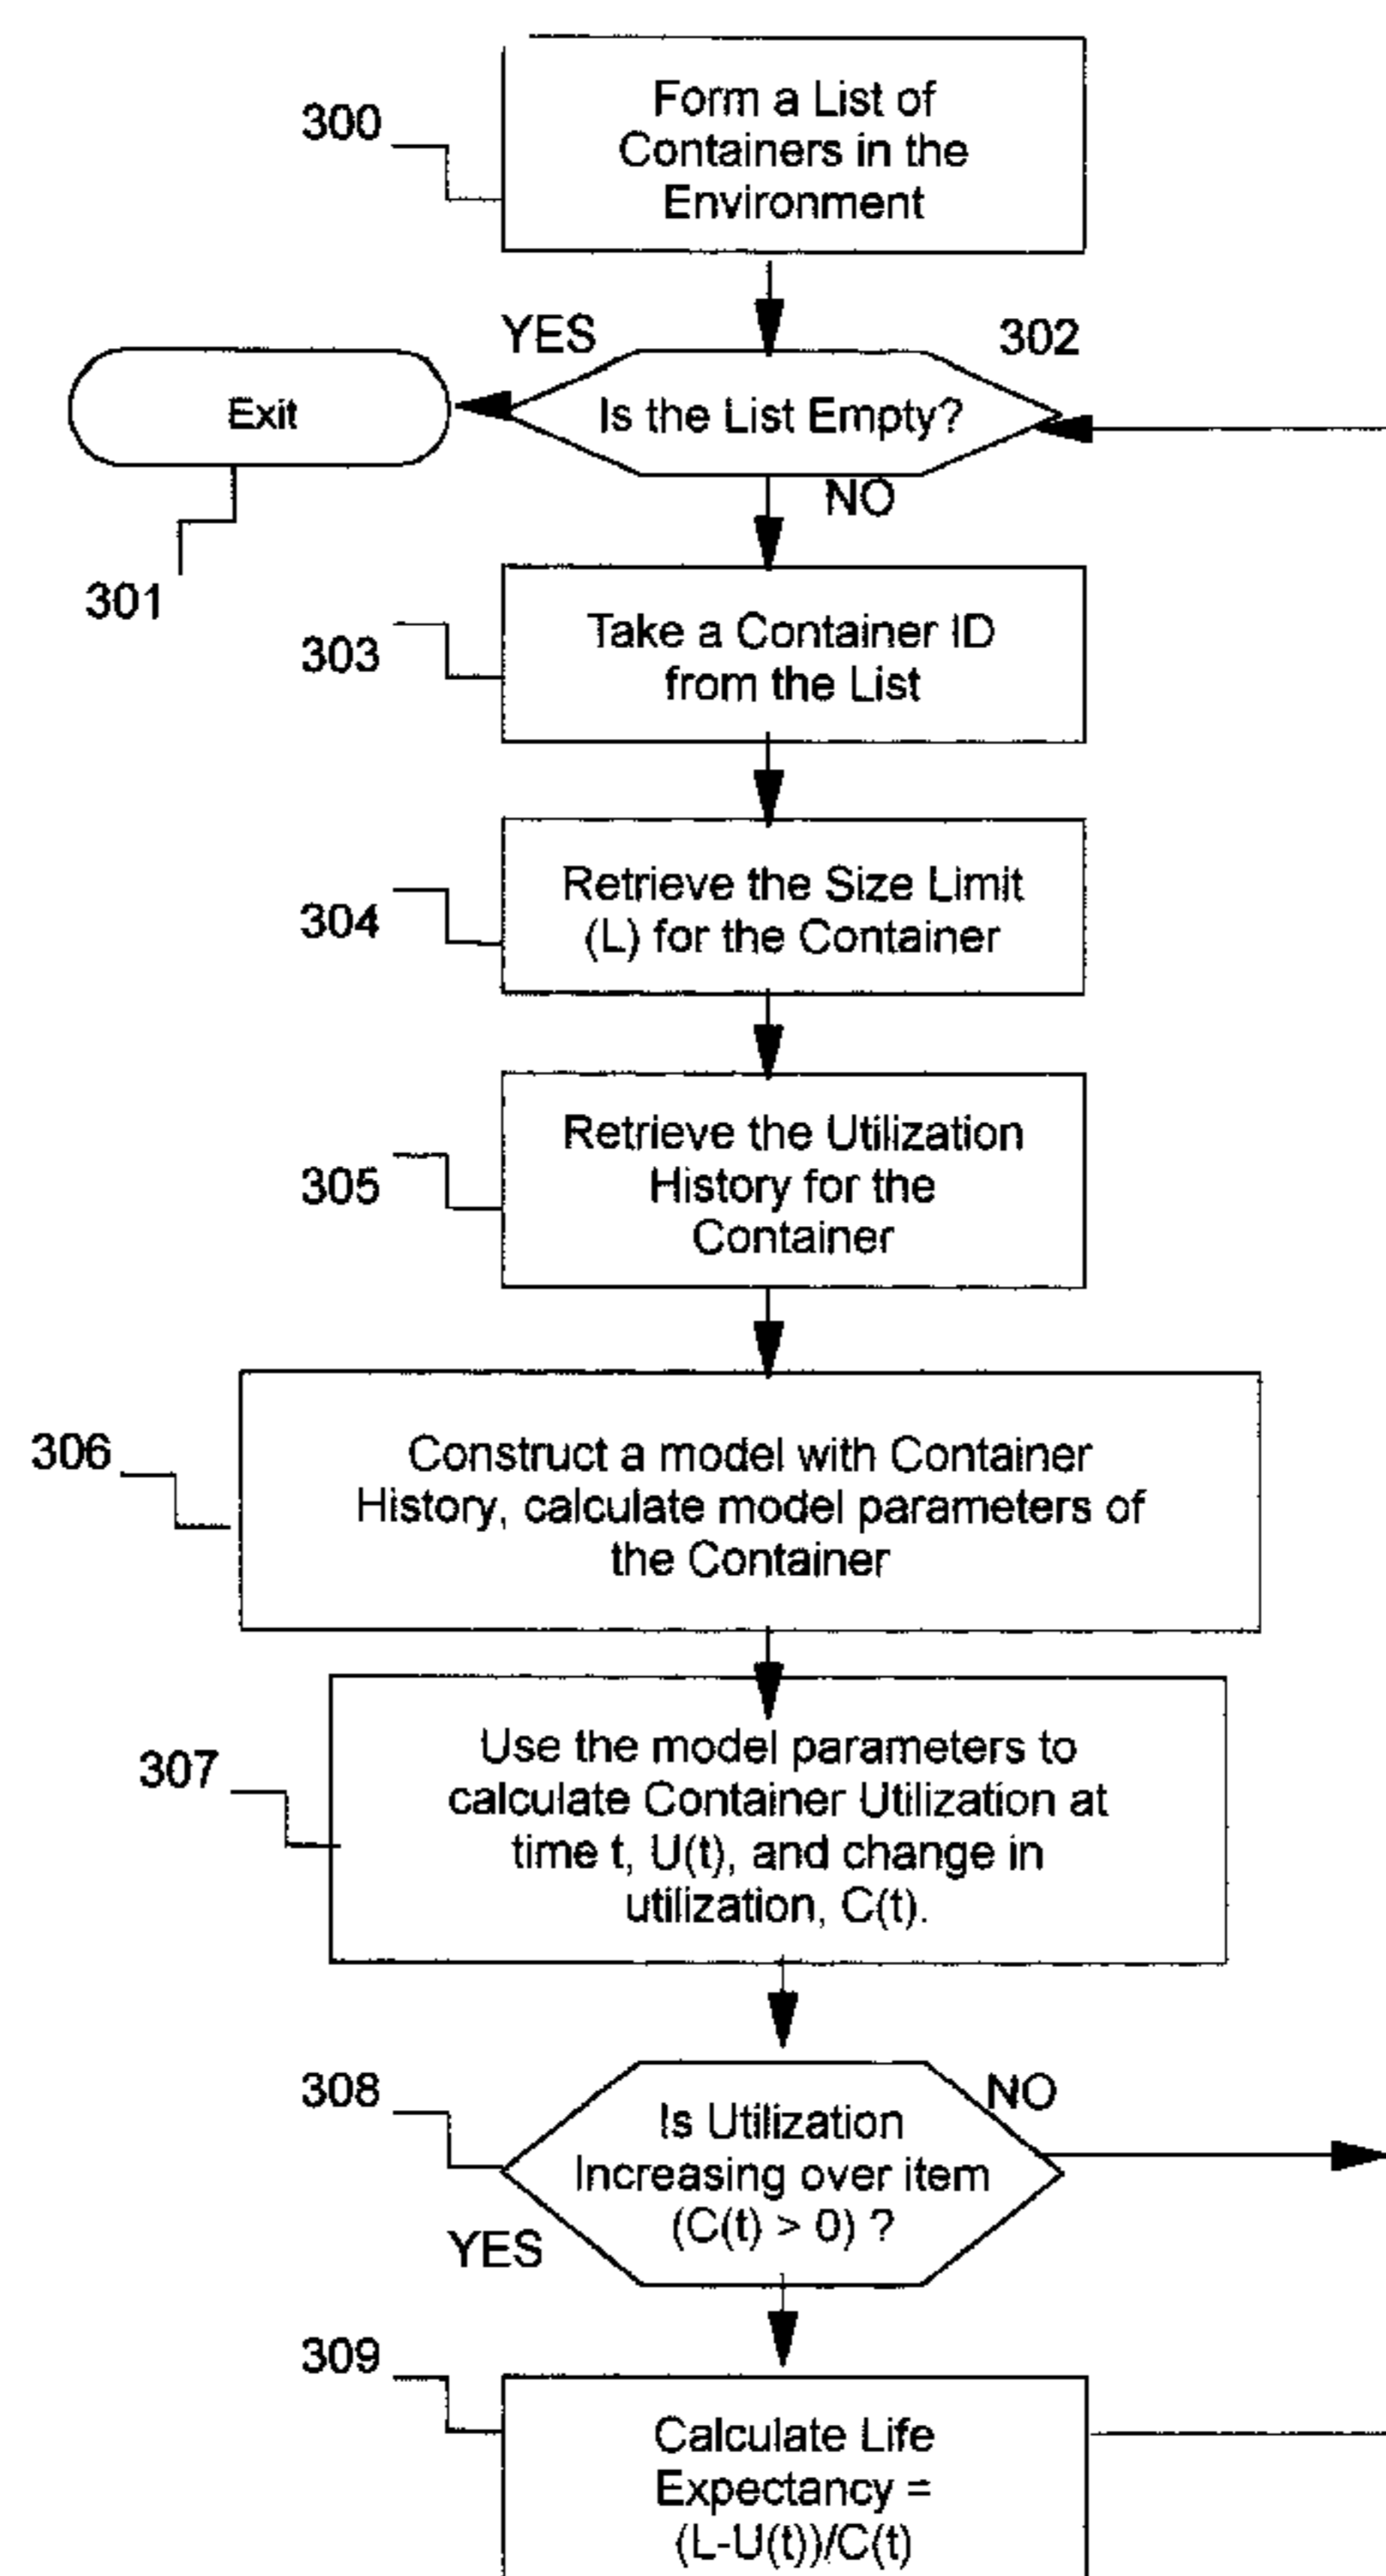 300
Form a List of
Containers in the
Environment
YES
302
Exit
Is the List Empty?
NO
301
303
Take a Container ID
from the List
304
Retrieve the Size Limit
(L) for the Container
305
Retrieve the Utilization
History for the
Container
306
Construct a model with Container
History, calculate model parameters of
the Container
307
Use the model parameters to
calculate Container Utilization at
time t, U(t), and change in
utilization, C(t).
308
NO
Is Utilization
Increasing over item
(C(t) > 0) ?
YES
309
Calculate Life
Expectancy =
(L-U(t))/C(t)